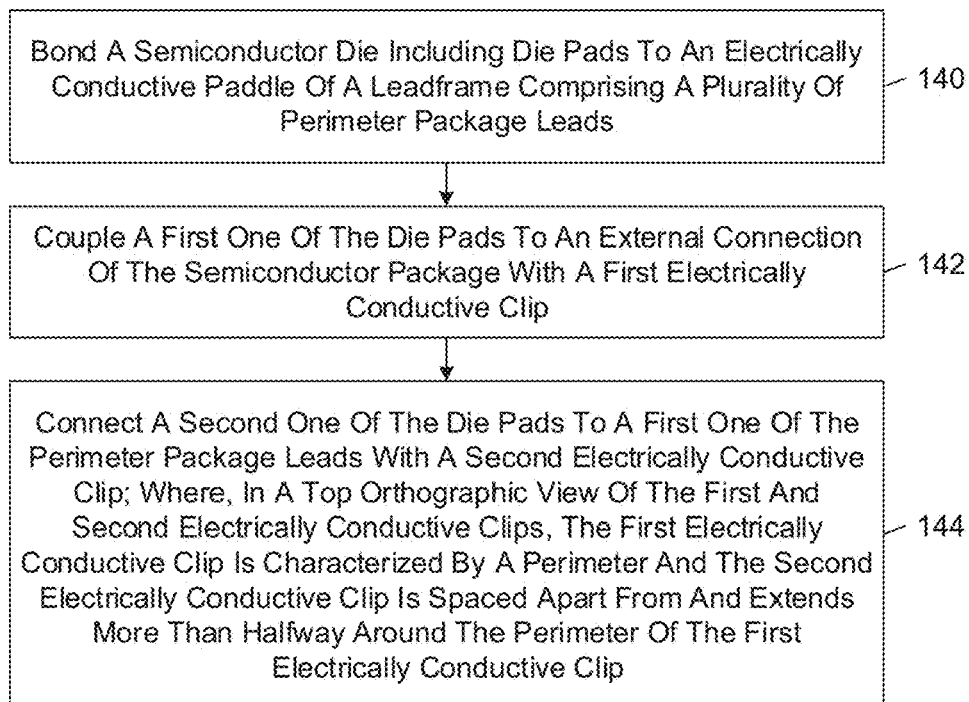 Bond A Semiconductor Die Including Die Pads To An Electrically
Conductive Paddle Of A Leadframe Comprising A Plurality Of
Perimeter Package Leads
140
Couple A First One Of The Die Pads To An External Connection
Of The Semiconductor Package With A First Electrically
Conductive Clip
142
Connect A Second One Of The Die Pads To A First One Of The
Perimeter Package Leads With A Second Electrically Conductive
Clip; Where, In A Top Orthographic View Of The First And
Second Electrically Conductive Clips, The First Electrically
Conductive Clip Is Characterized By A Perimeter And The Second
Electrically Conductive Clip Is Spaced Apart From And Extends
More Than Halfway Around The Perimeter Of The First
Electrically Conductive Clip
144